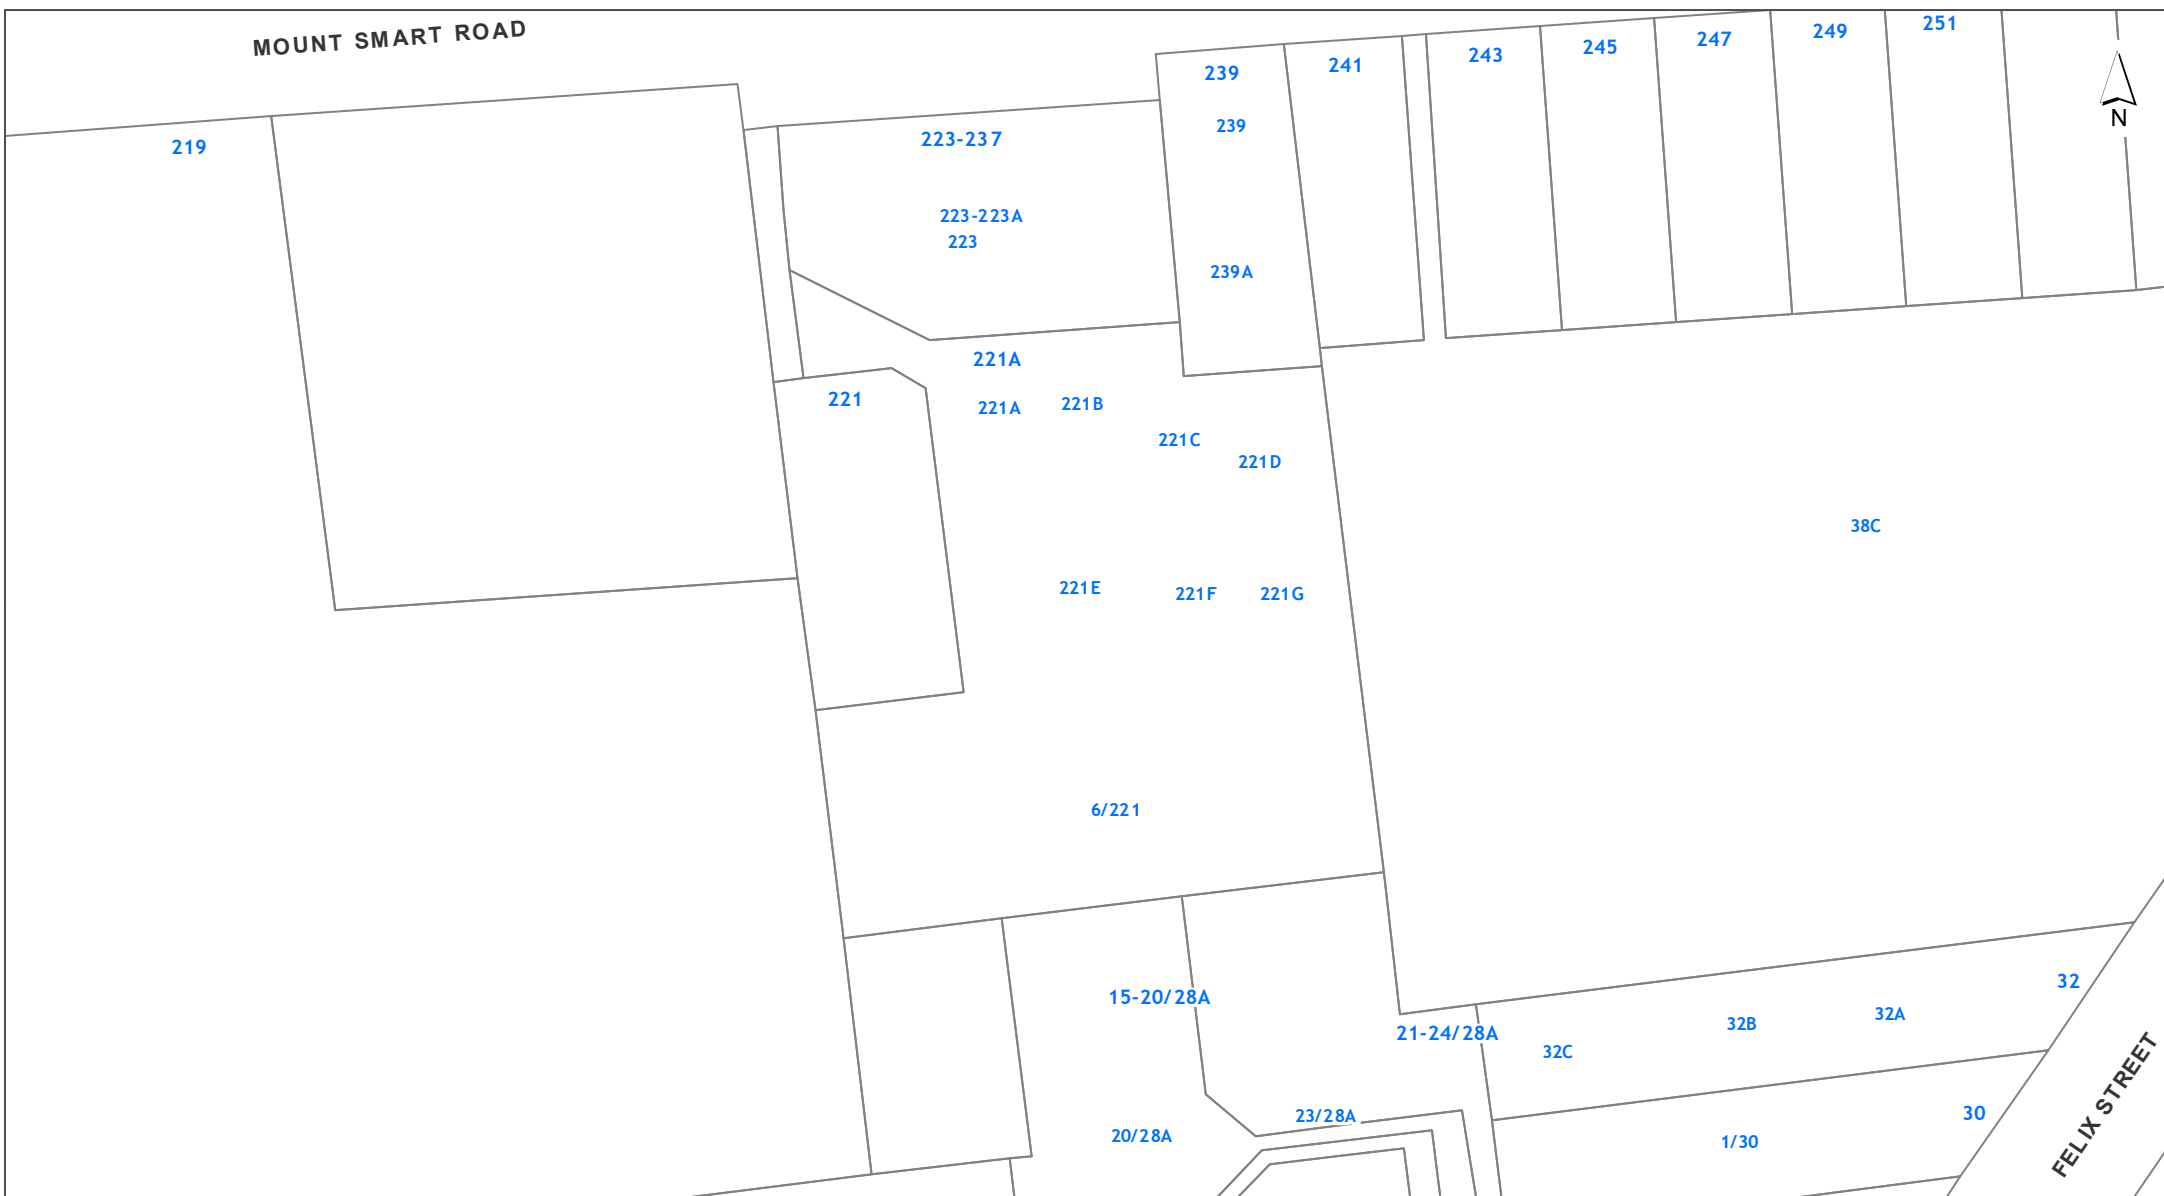 MOUNT SMART ROAD
219
223-237
223-223A
223
239
239
239A
241
243
245
247
249
251
N
221A
221
221A
221B
221C
221D
38C
221E
221F
221G
6/221
15-20/28A
21-24/28A
32
32A
32B
32C
23/28A
20/28A
30
1/30
FELIX STREET